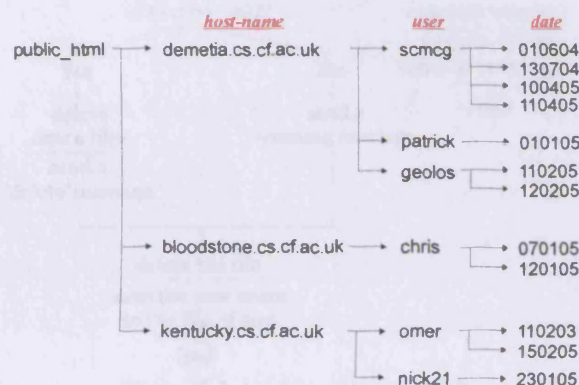 host-name user date
public_html demetia.cs.cf.ac.uk scmcg 010604
130704
100405
110405
patrick 010105
geolos 110205
120205
bloodstone.cs.cf.ac.uk chris 070105
120105
kentucky.cs.cf.ac.uk omer 110203
150205
nick21 230105